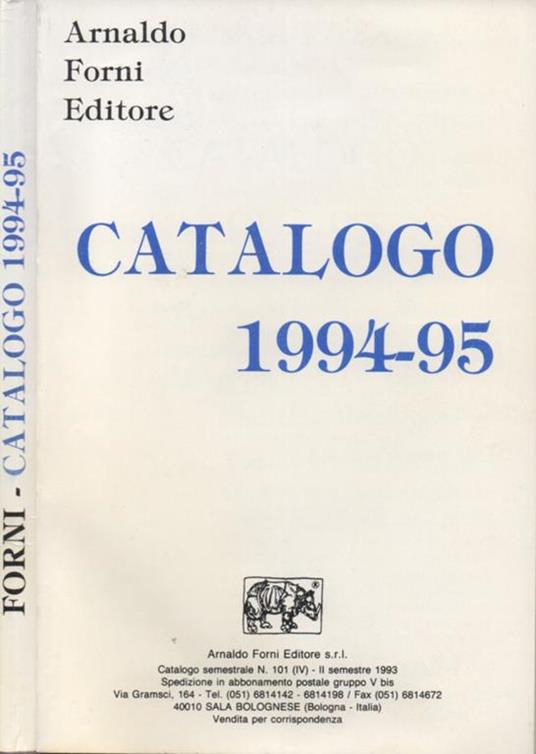 Arnaldo
Forni
Editore
CATALOGO
1994-95
FORNI - CATALOGO 1994-95
®
Arnaldo Forni Editore s.r.l.
Catalogo semestrale N. 101 (IV) - II semestre 1993
Spedizione in abbonamento postale gruppo V bis
Via Gramsci, 164 - Tel. (051) 6814142 - 6814198 / Fax (051) 6814672
40010 SALA BOLOGNESE (Bologna - Italia)
Vendita per corrispondenza